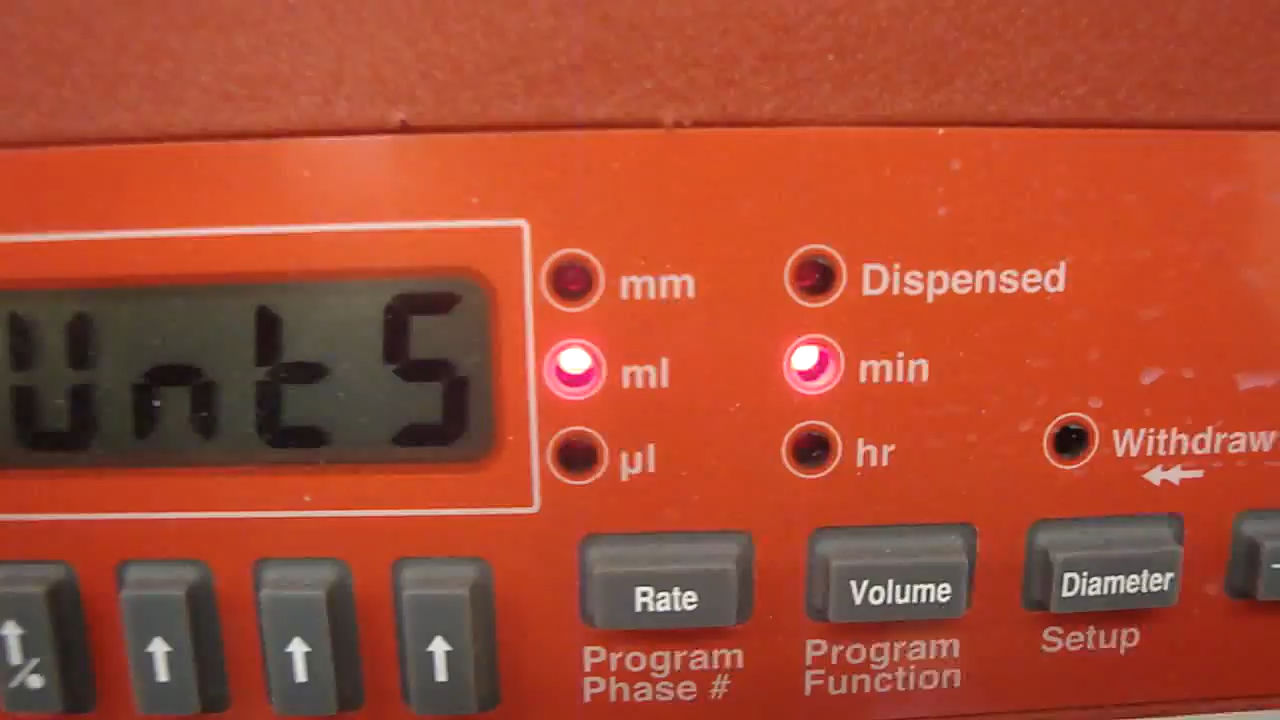 UntS
mm
ml
µl
Dispensed
min
hr
Withdraw
%
Rate
Volume
Diameter
Program
Phase #
Program
Function
Setup